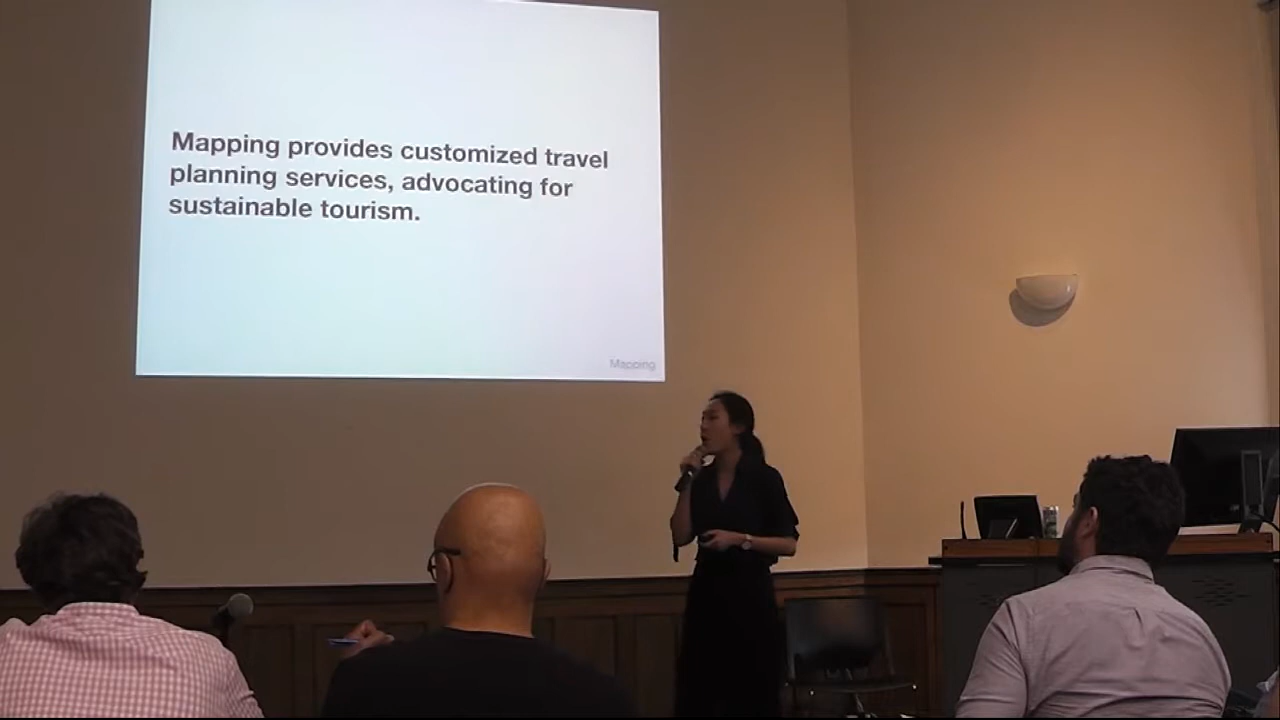 Mapping provides customized travel
planning services, advocating for
sustainable tourism.
Mapping